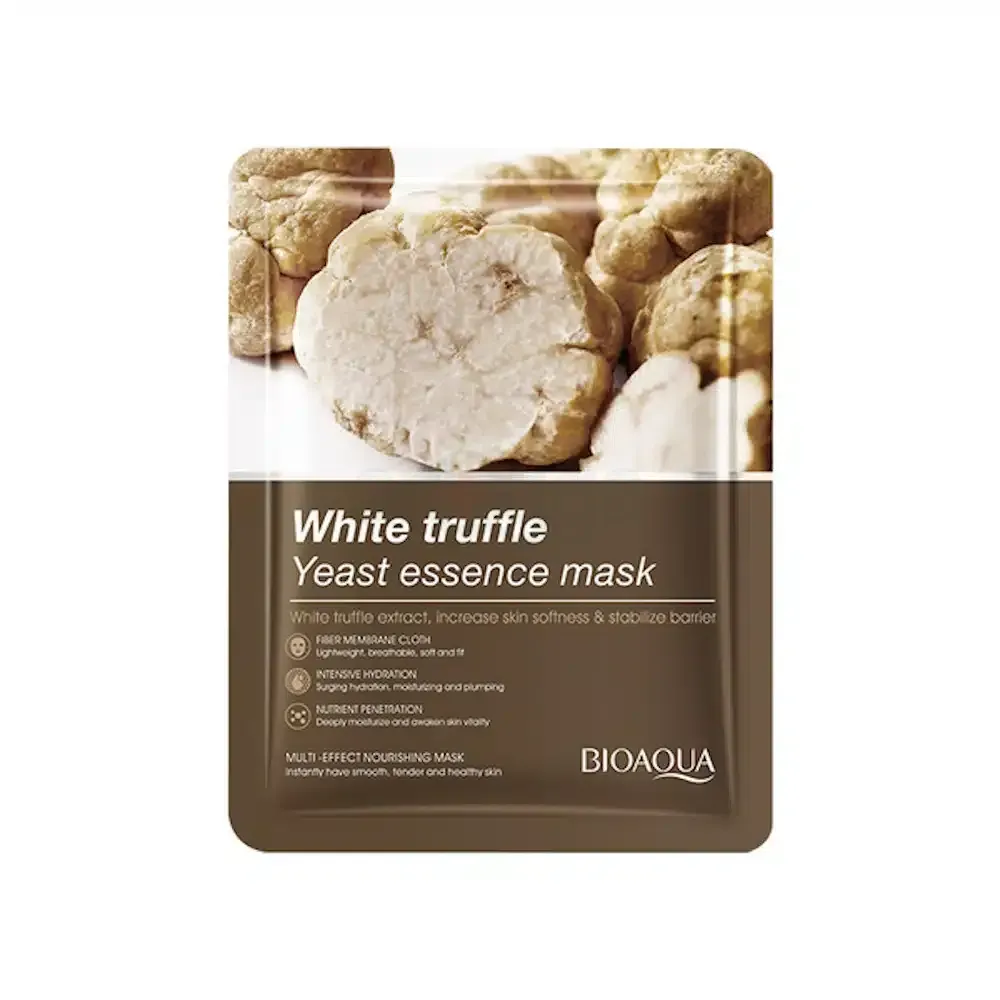 White truffle
Yeast essence mask
White truffle extract, increase skin softness & stabilize barrier
FIBER MEMBRANE CLOTH
Lightweight, breathable, soft and fit
INTENSIVE HYDRATION
Surging hydration, moisturizing and plumping
NUTRIENT PENETRATION
Deeply moisturize and awaken skin vitality
MULTI -EFFECT NOURISHING MASK
Instantly have smooth, tender and healthy skin
BIOAQUA